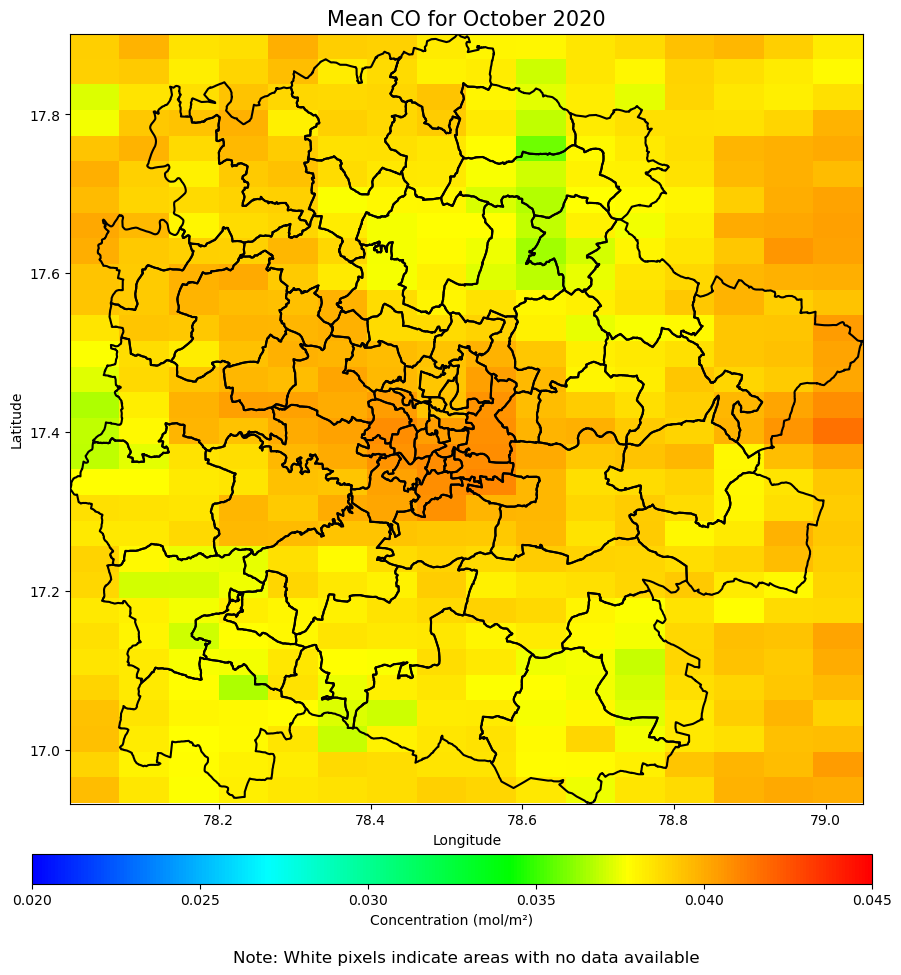 Mean CO for October 2020
17.8
17.6
17.4
17.2
17.0
Latitude
78.2 78.4 78.6 78.8 79.0
Longitude
0.020 0.025 0.030 0.035 0.040 0.045
Concentration (mol/m²)
Note: White pixels indicate areas with no data available